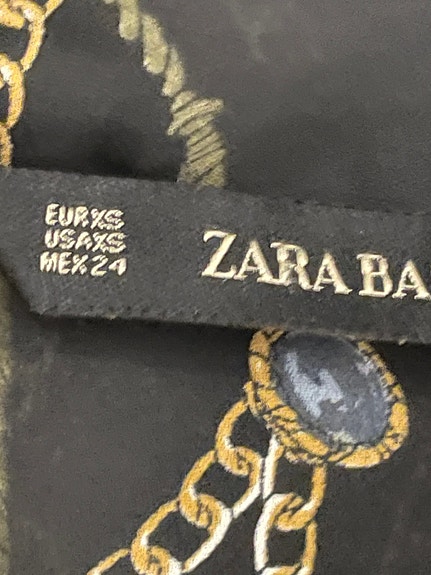 EUR XS
USA XS
MEX 24
ZARA BA